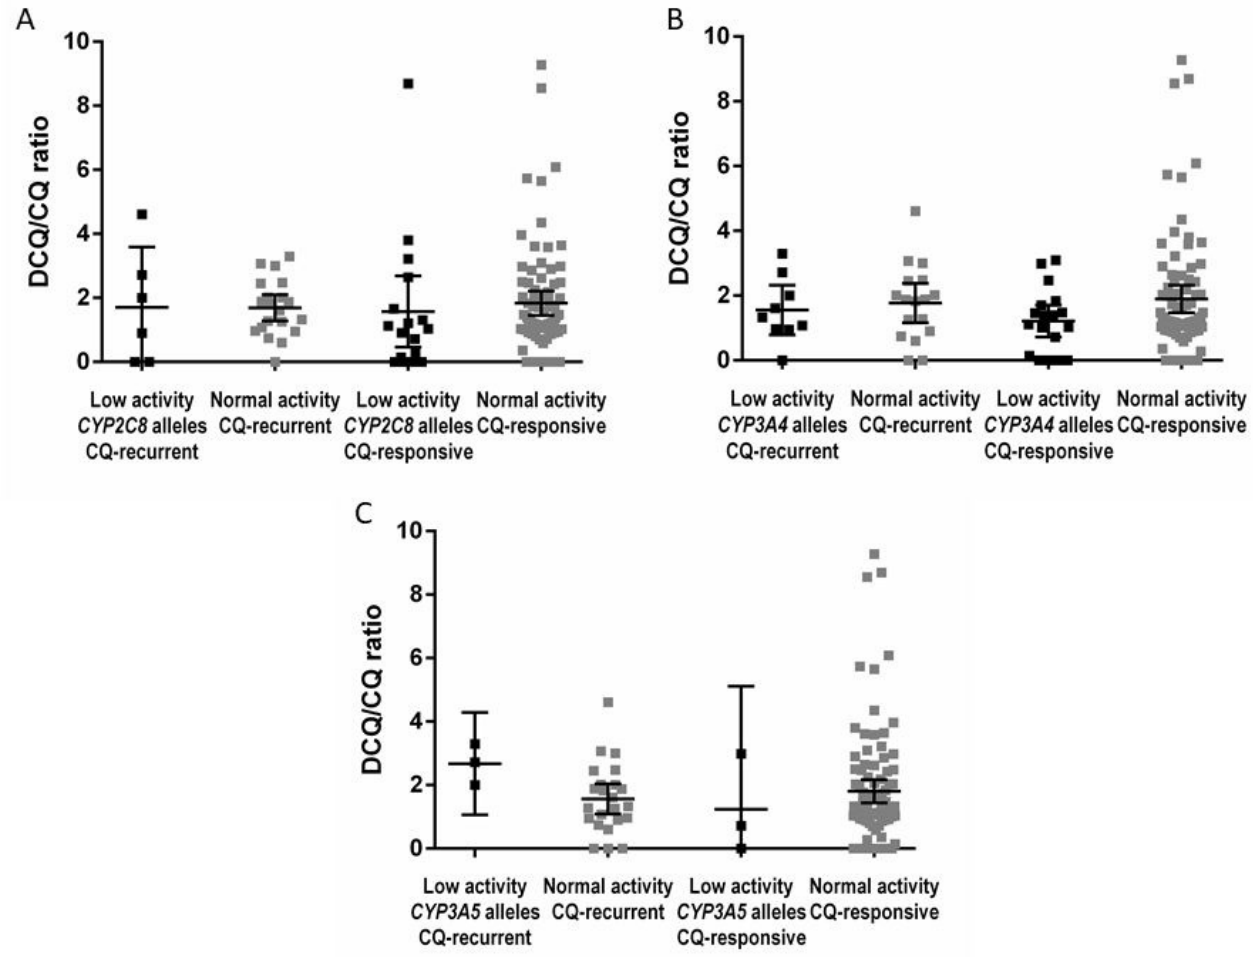 A
10
8
6
4
2
0
DCQ/CQ ratio
Low activity Normal activity Low activity Normal activity
CYP2C8 alleles CQ-recurrent CYP2C8 alleles CQ-responsive
CQ-recurrent CQ-responsive
B
10
8
6
4
2
0
DCQ/CQ ratio
Low activity Normal activity Low activity Normal activity
CYP3A4 alleles CQ-recurrent CYP3A4 alleles CQ-responsive
CQ-recurrent CQ-responsive
C
10
8
6
4
2
0
DCQ/CQ ratio
Low activity Normal activity Low activity Normal activity
CYP3A5 alleles CQ-recurrent CYP3A5 alleles CQ-responsive
CQ-recurrent CQ-responsive